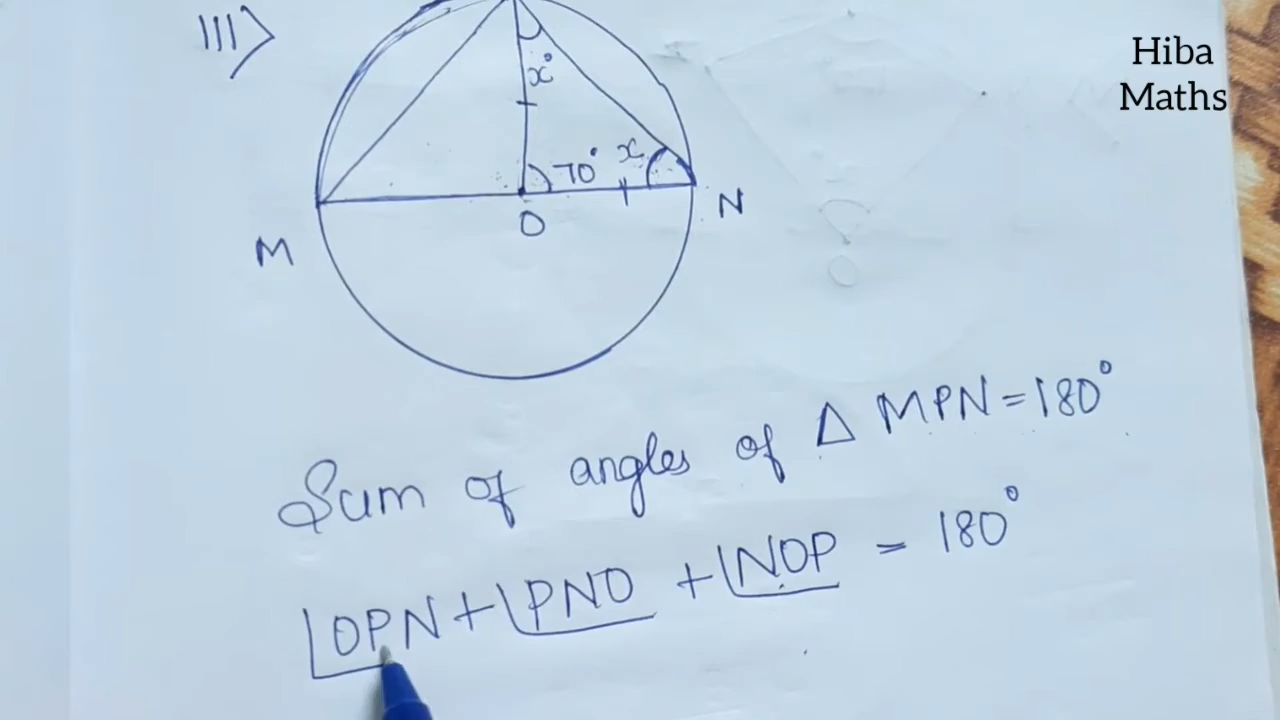 III>
Hiba
Maths
x°
70° x
O
N
M
Sum of angles of Δ MPN = 180°
∠OPN + ∠PNO + ∠NOP = 180°